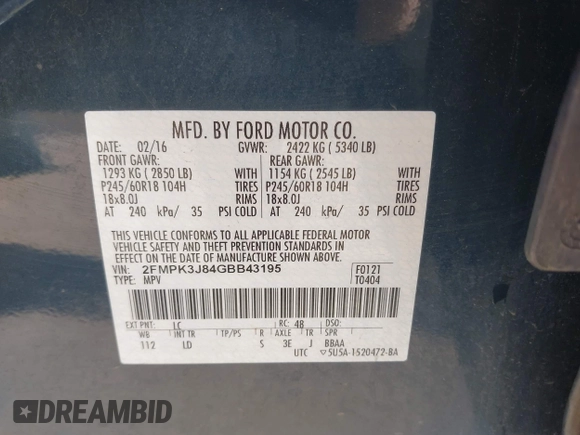 MFD. BY FORD MOTOR CO.
DATE: 02/16 GVWR: 2422 KG ( 5340 LB)
FRONT GAWR: REAR GAWR:
1293 KG ( 2850 LB) WITH 1154 KG ( 2545 LB) WITH
P245/60R18 104H TIRES P245/60R18 104H TIRES
18x8.0J RIMS 18x8.0J RIMS
AT 240 kPa/ 35 PSI COLD AT 240 kPa/ 35 PSI COLD
THIS VEHICLE CONFORMS TO ALL APPLICABLE FEDERAL MOTOR
VEHICLE SAFETY AND THEFT PREVENTION STANDARDS IN
EFFECT ON THE DATE OF MANUFACTURE SHOWN ABOVE.
VIN: 2FMPK3J84GBB43195 F0121
TYPE: MPV T0404
EXT PNT: LC RC: 48 DSO:
WB INT TR TP/PS R AXLE TR SPR
112 LD S 3E J BBAA
UTC ▽5U5A-1520472-BA
DREAMBID